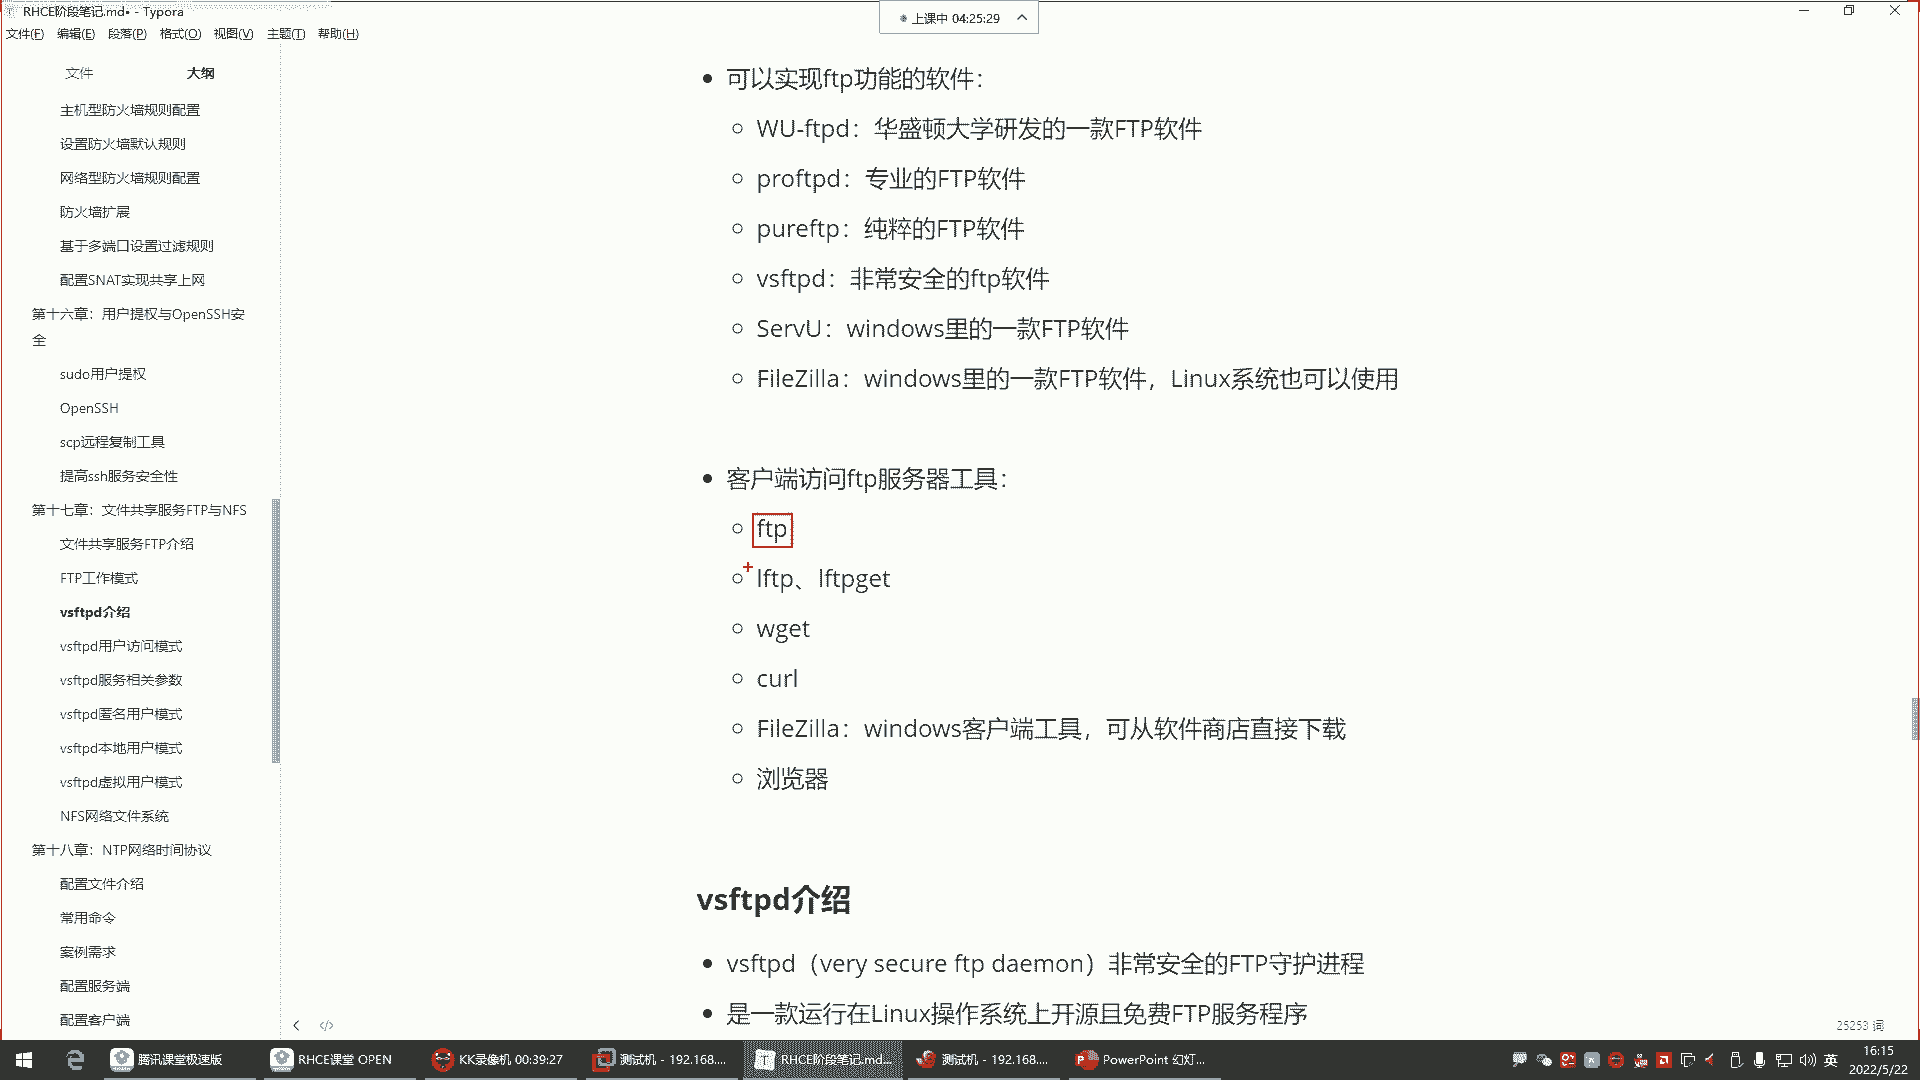 RHCE阶段笔记.md• - Typora
上课中 04:25:29
文件(F) 编辑(E) 段落(P) 格式(O) 视图(V) 主题(T) 帮助(H)
文件 大纲
主机型防火墙规则配置
设置防火墙默认规则
网络型防火墙规则配置
防火墙扩展
基于多端口设置过滤规则
配置SNAT实现共享上网
第十六章：用户提权与OpenSSH安
全
sudo用户提权
OpenSSH
scp远程复制工具
提高ssh服务安全性
第十七章：文件共享服务FTP与NFS
文件共享服务FTP介绍
FTP工作模式
vsftpd介绍
vsftpd用户访问模式
vsftpd服务相关参数
vsftpd匿名用户模式
vsftpd本地用户模式
vsftpd虚拟用户模式
NFS网络文件系统
第十八章：NTP网络时间协议
配置文件介绍
常用命令
案例需求
配置服务端
配置客户端
可以实现ftp功能的软件：
WU-ftpd：华盛顿大学研发的一款FTP软件
proftpd：专业的FTP软件
pureftp：纯粹的FTP软件
vsftpd：非常安全的ftp软件
ServU：windows里的一款FTP软件
FileZilla：windows里的一款FTP软件，Linux系统也可以使用
客户端访问ftp服务器工具：
ftp
lftp、lftpget
wget
curl
FileZilla：windows客户端工具，可从软件商店直接下载
浏览器
vsftpd介绍
vsftpd（very secure ftp daemon）非常安全的FTP守护进程
是一款运行在Linux操作系统上开源且免费FTP服务程序
25253 词
腾讯课堂极速版
RHCE课堂 OPEN
KK录像机 00:39:27
测试机 - 192.168....
RHCE阶段笔记.md...
测试机 - 192.168....
PowerPoint 幻灯...
英
16:15
2022/5/22